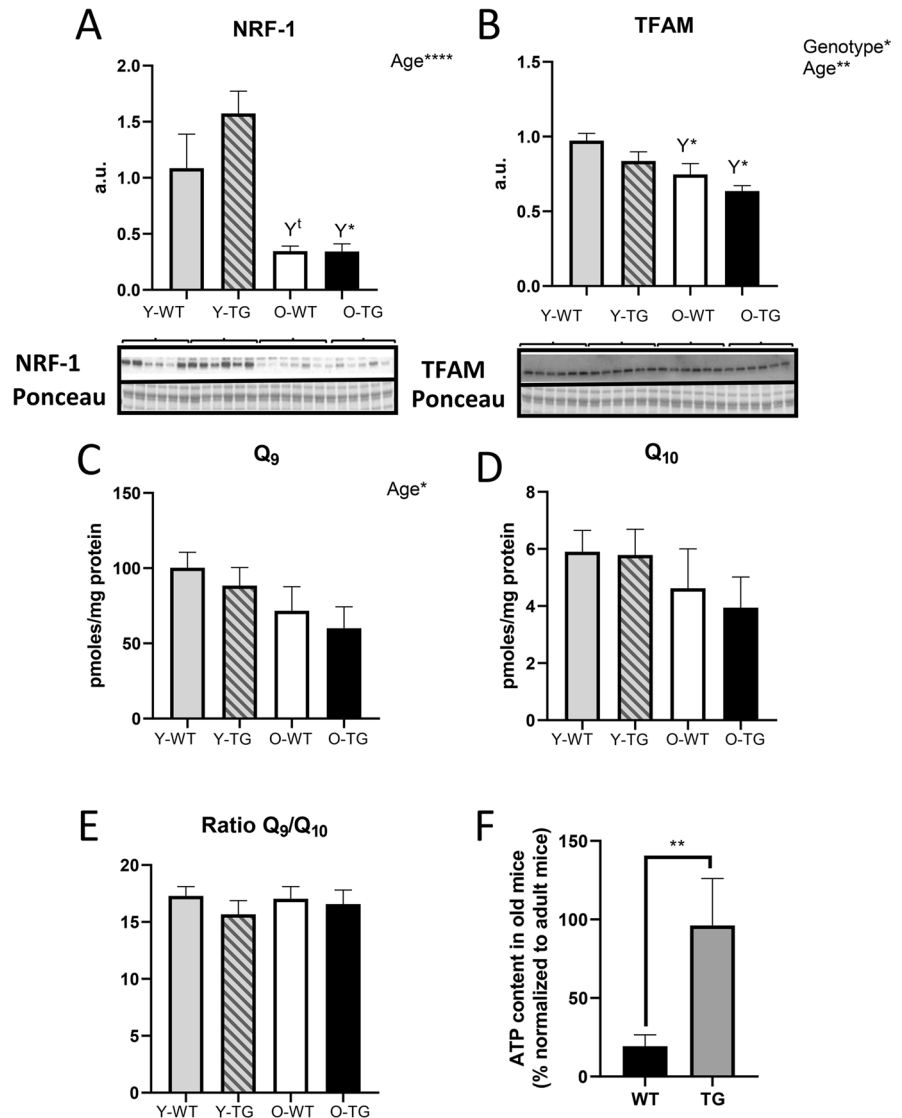 A
NRF-1
Age****
2.0
1.5
1.0
0.5
0.0
a.u.
Yᵗ
Y*
Y-WT
Y-TG
O-WT
O-TG
NRF-1
Ponceau
B
TFAM
Genotype*
Age**
1.5
1.0
0.5
0.0
a.u.
Y*
Y*
Y-WT
Y-TG
O-WT
O-TG
TFAM
Ponceau
C
Q₉
Age*
150
100
50
0
pmoles/mg protein
Y-WT
Y-TG
O-WT
O-TG
D
Q₁₀
8
6
4
2
0
pmoles/mg protein
Y-WT
Y-TG
O-WT
O-TG
E
Ratio Q₉/Q₁₀
20
15
10
5
0
Y-WT
Y-TG
O-WT
O-TG
F
150
100
50
0
ATP content in old mice
(% normalized to adult mice)
**
WT
TG